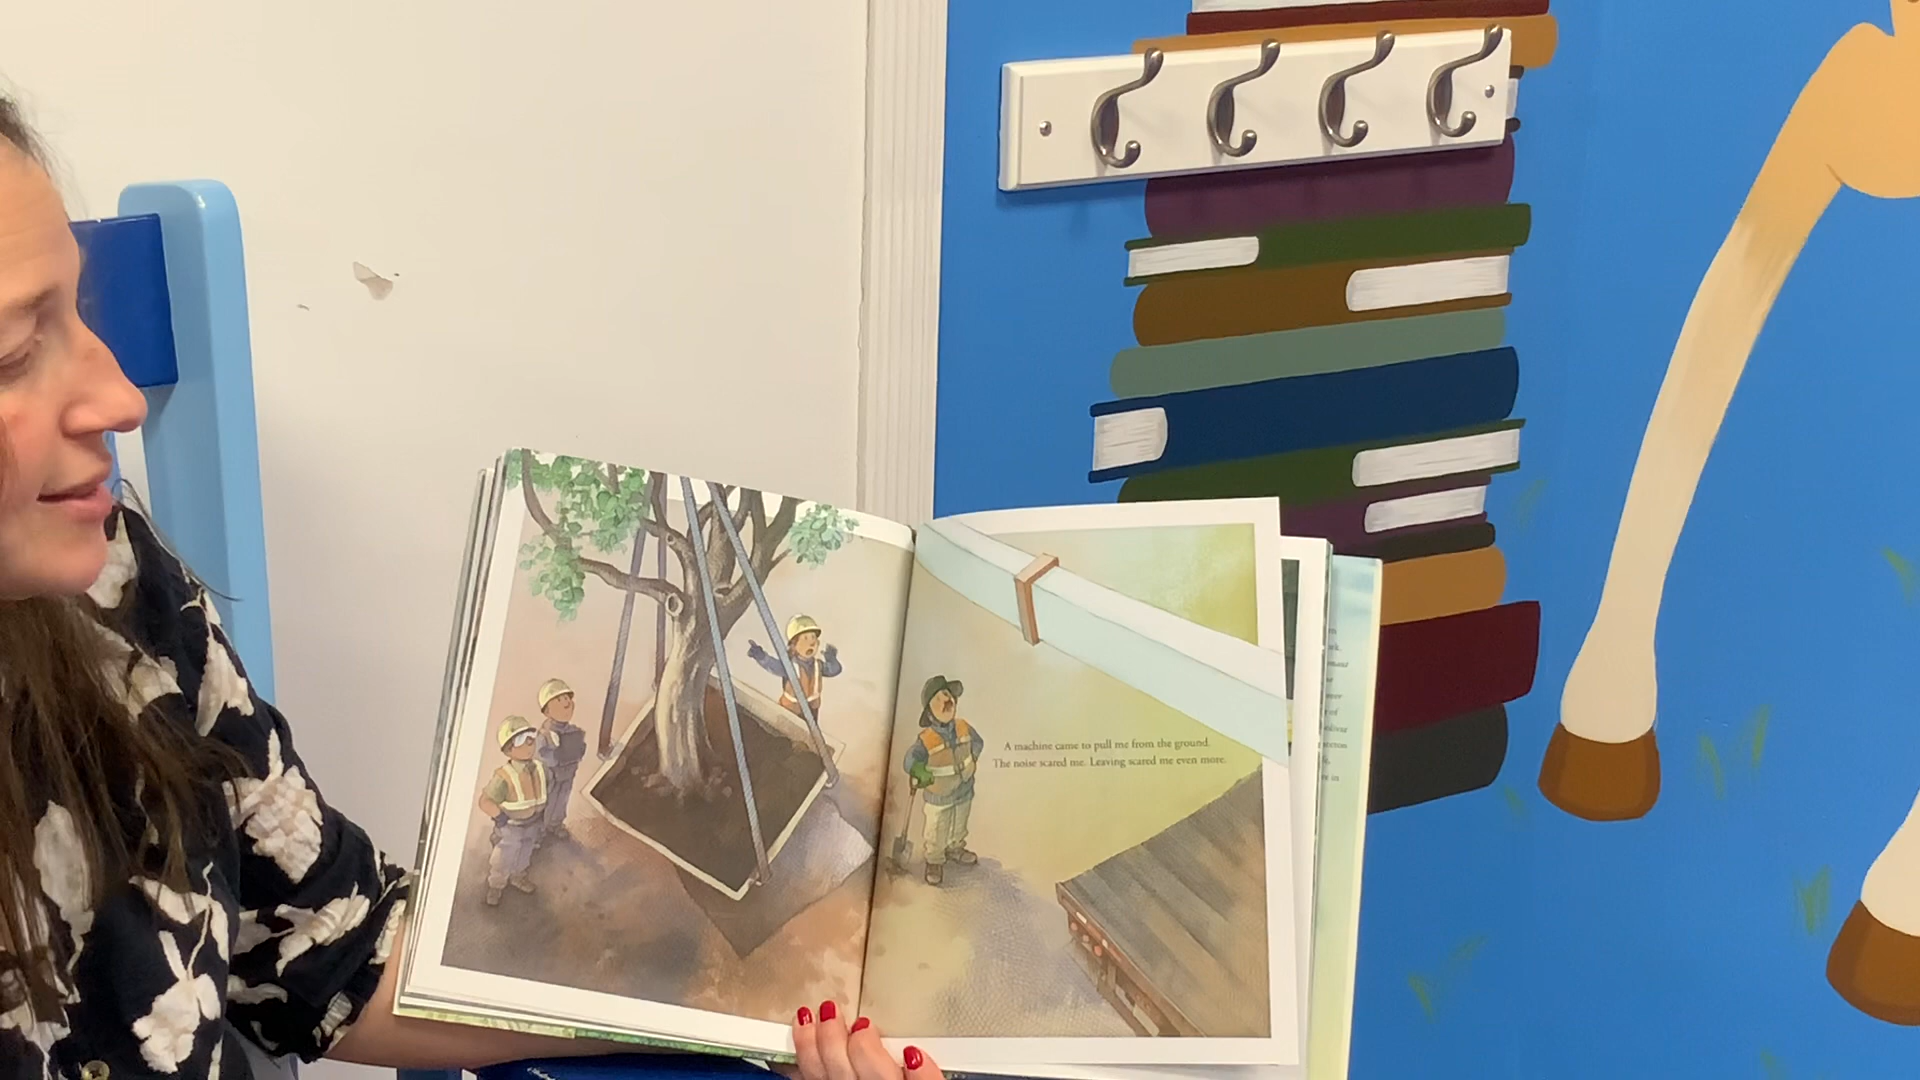 A machine came to pull me from the ground.
The noise scared me. Leaving scared me even more.